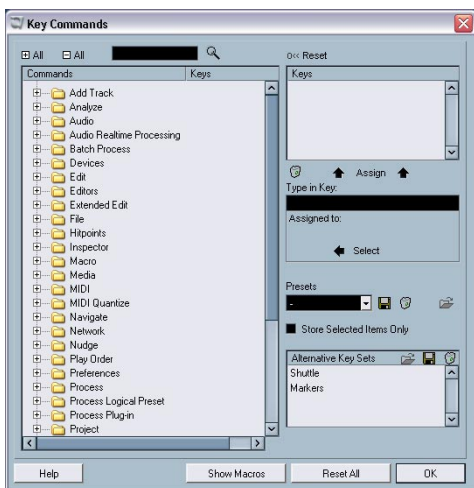 Key Commands
All All
Commands Keys
Add Track
Analyze
Audio
Audio Realtime Processing
Batch Process
Devices
Edit
Editors
Extended Edit
File
Hitpoints
Inspector
Macro
Media
MIDI
MIDI Quantize
Navigate
Network
Nudge
Play Order
Preferences
Process
Process Logical Preset
Process Plug-in
Project
Reset
Keys
Assign
Type in Key:
Assigned to:
Select
Presets
-
Store Selected Items Only
Alternative Key Sets
Shuttle
Markers
Help Show Macros Reset All OK